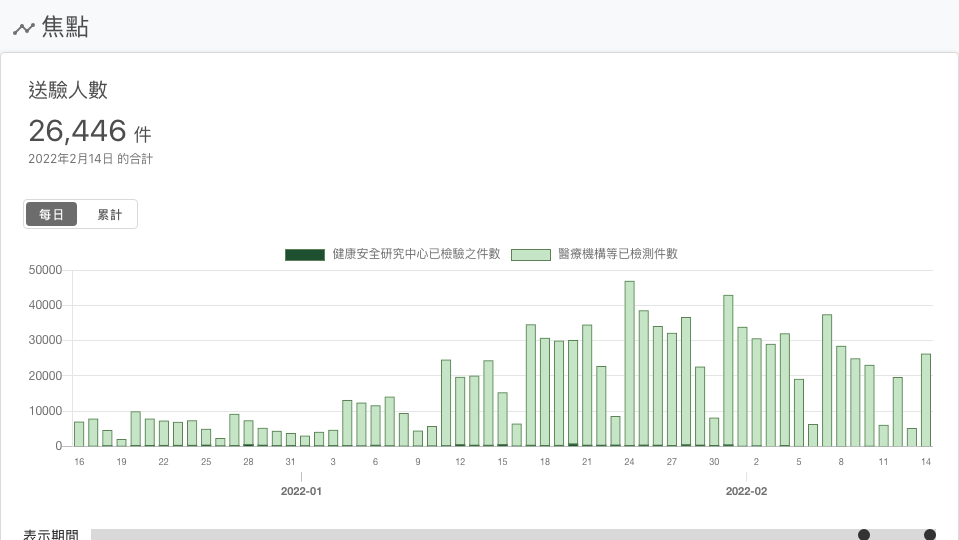 焦點
送驗人數
26,446 件
2022年2月14日 的合計
每日 累計
健康安全研究中心已檢驗之件數 醫療機構等已檢測件數
50000
40000
30000
20000
10000
0
16 19 22 25 28 31 3 6 9 12 15 18 21 24 27 30 2 5 8 11 14
2022-01 2022-02
表示期間